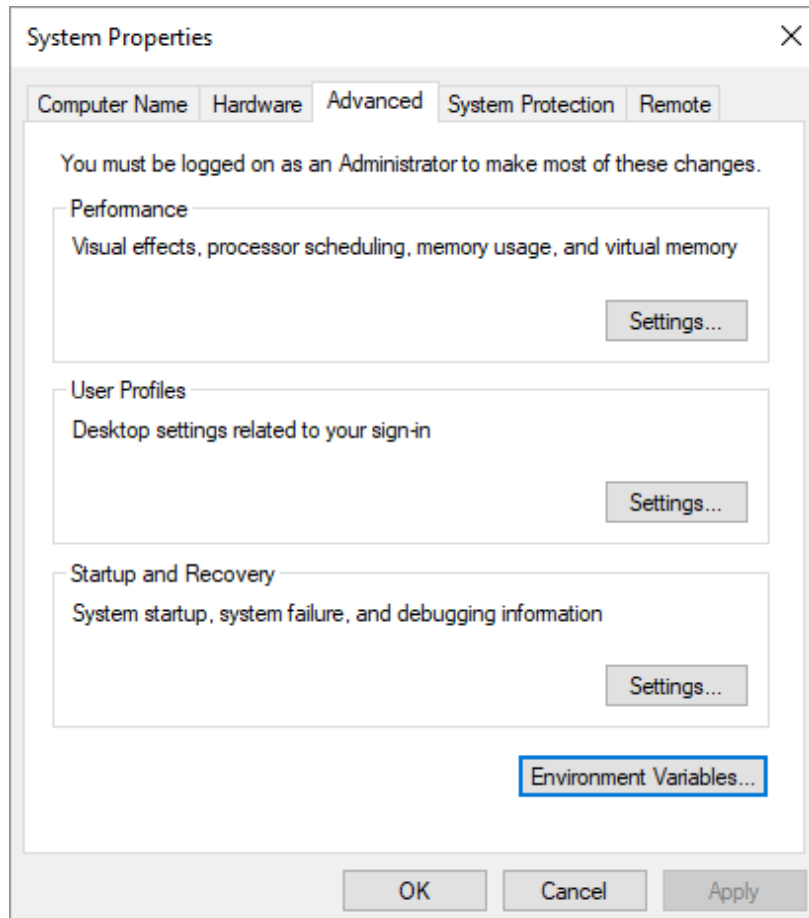 System Properties
Computer Name Hardware Advanced System Protection Remote
You must be logged on as an Administrator to make most of these changes.
Performance
Visual effects, processor scheduling, memory usage, and virtual memory
Settings...
User Profiles
Desktop settings related to your sign-in
Settings...
Startup and Recovery
System startup, system failure, and debugging information
Settings...
Environment Variables...
OK Cancel Apply